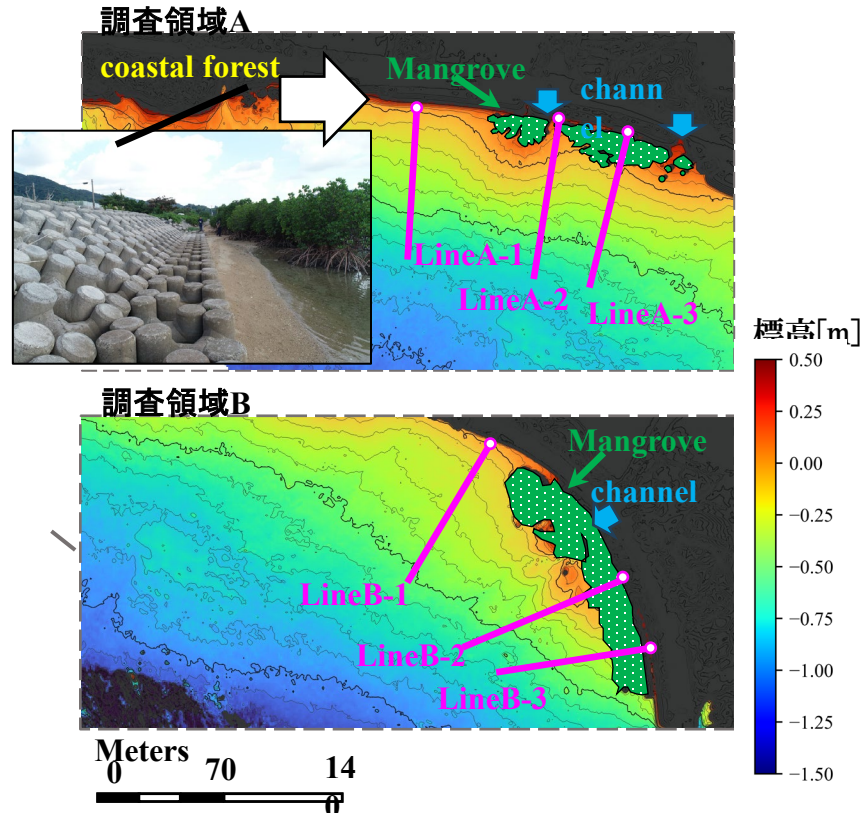 調査領域A
coastal forest
Mangrove
chann
el
LineA-1
LineA-2
LineA-3
標高[m]
0.50
0.25
0.00
−0.25
−0.50
−0.75
−1.00
−1.25
−1.50
調査領域B
Mangrove
channel
LineB-1
LineB-2
LineB-3
Meters
0 70 14
0